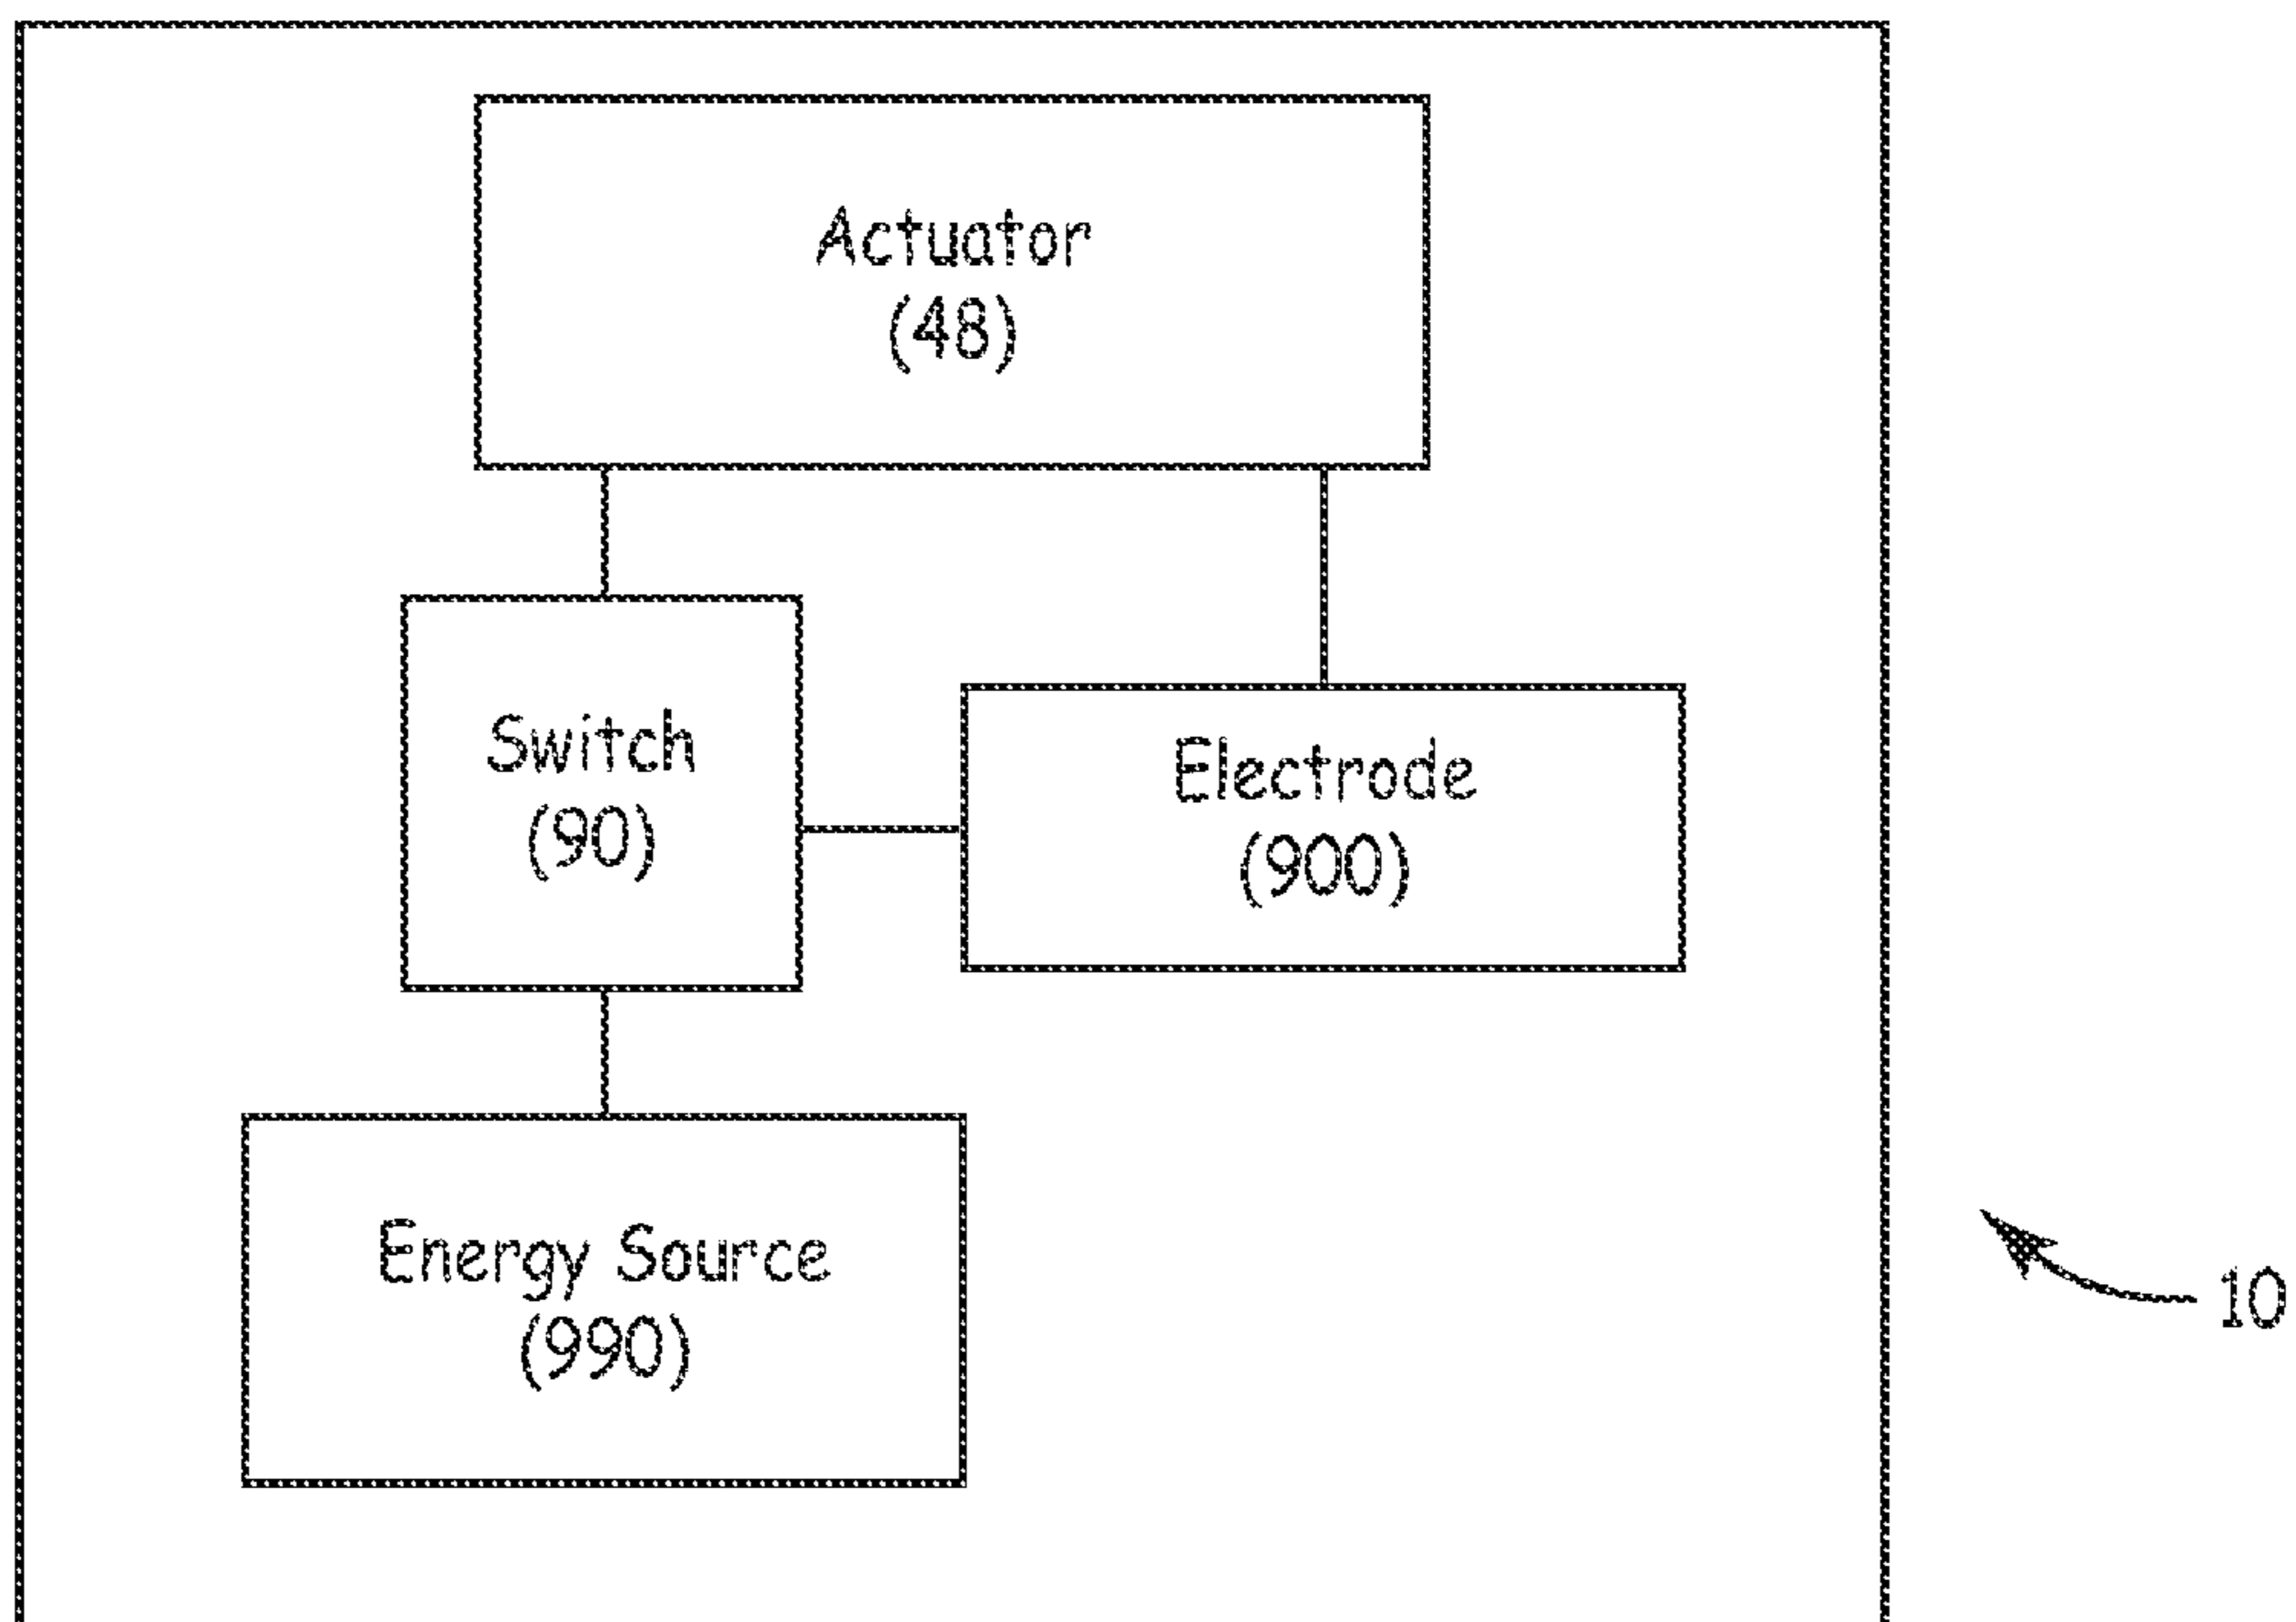 Actuator
(48)
Switch
(90)
Electrode
(900)
Energy Source
(990)
10